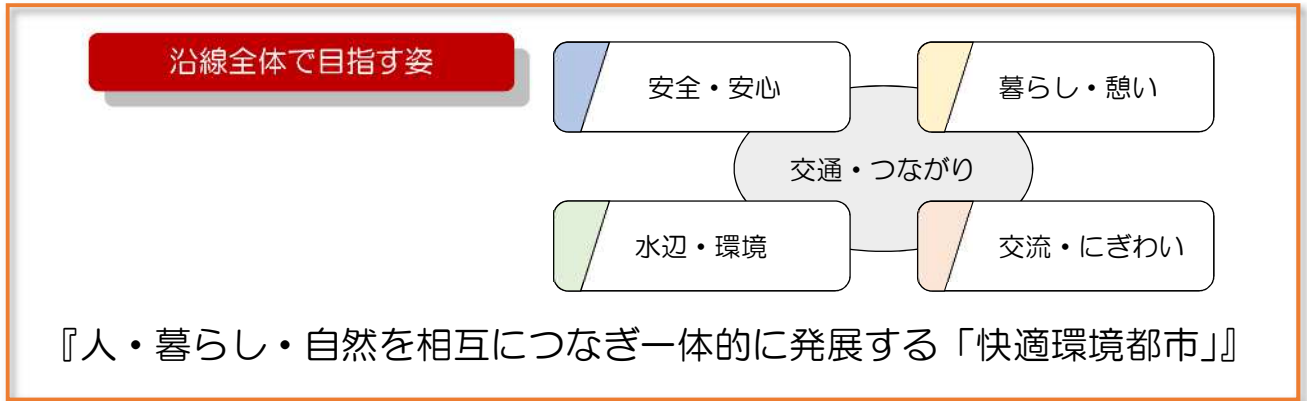 沿線全体で目指す姿
安全・安心
暮らし・憩い
交通・つながり
水辺・環境
交流・にぎわい
『人・暮らし・自然を相互につなぎ一体的に発展する「快適環境都市」』